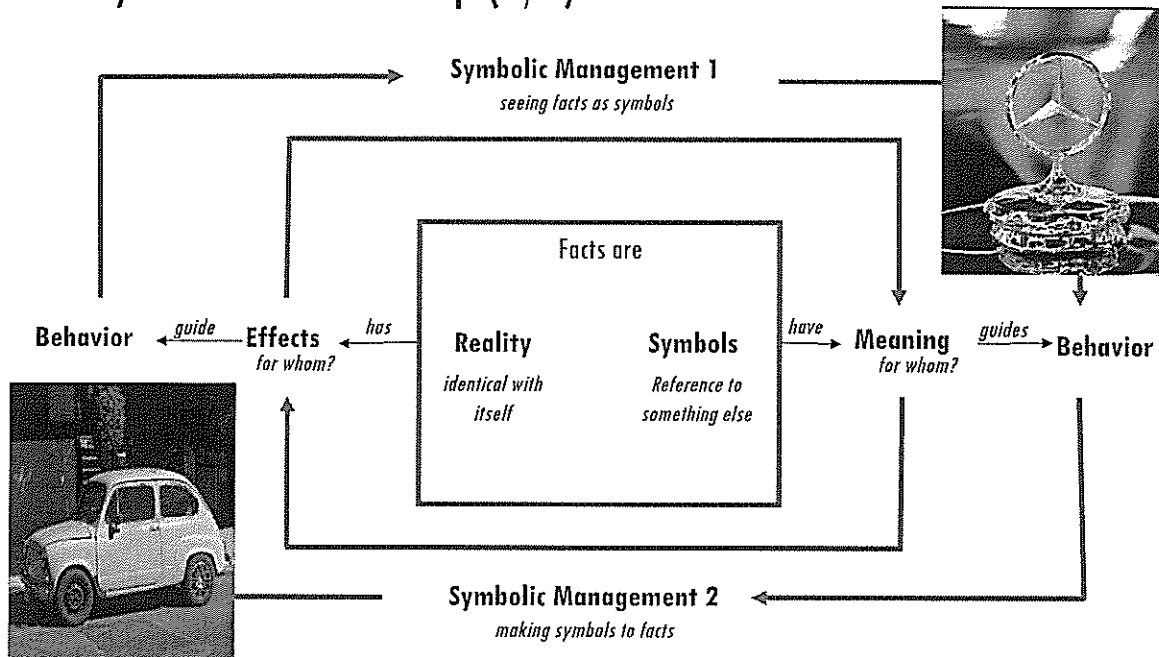 Symbolic Management 1
seeing facts as symbols
Facts are
Behavior
guide
Effects
for whom?
has
Reality
identical with
itself
Symbols
Reference to
something else
have
Meaning
for whom?
guides
Behavior
Symbolic Management 2
making symbols to facts